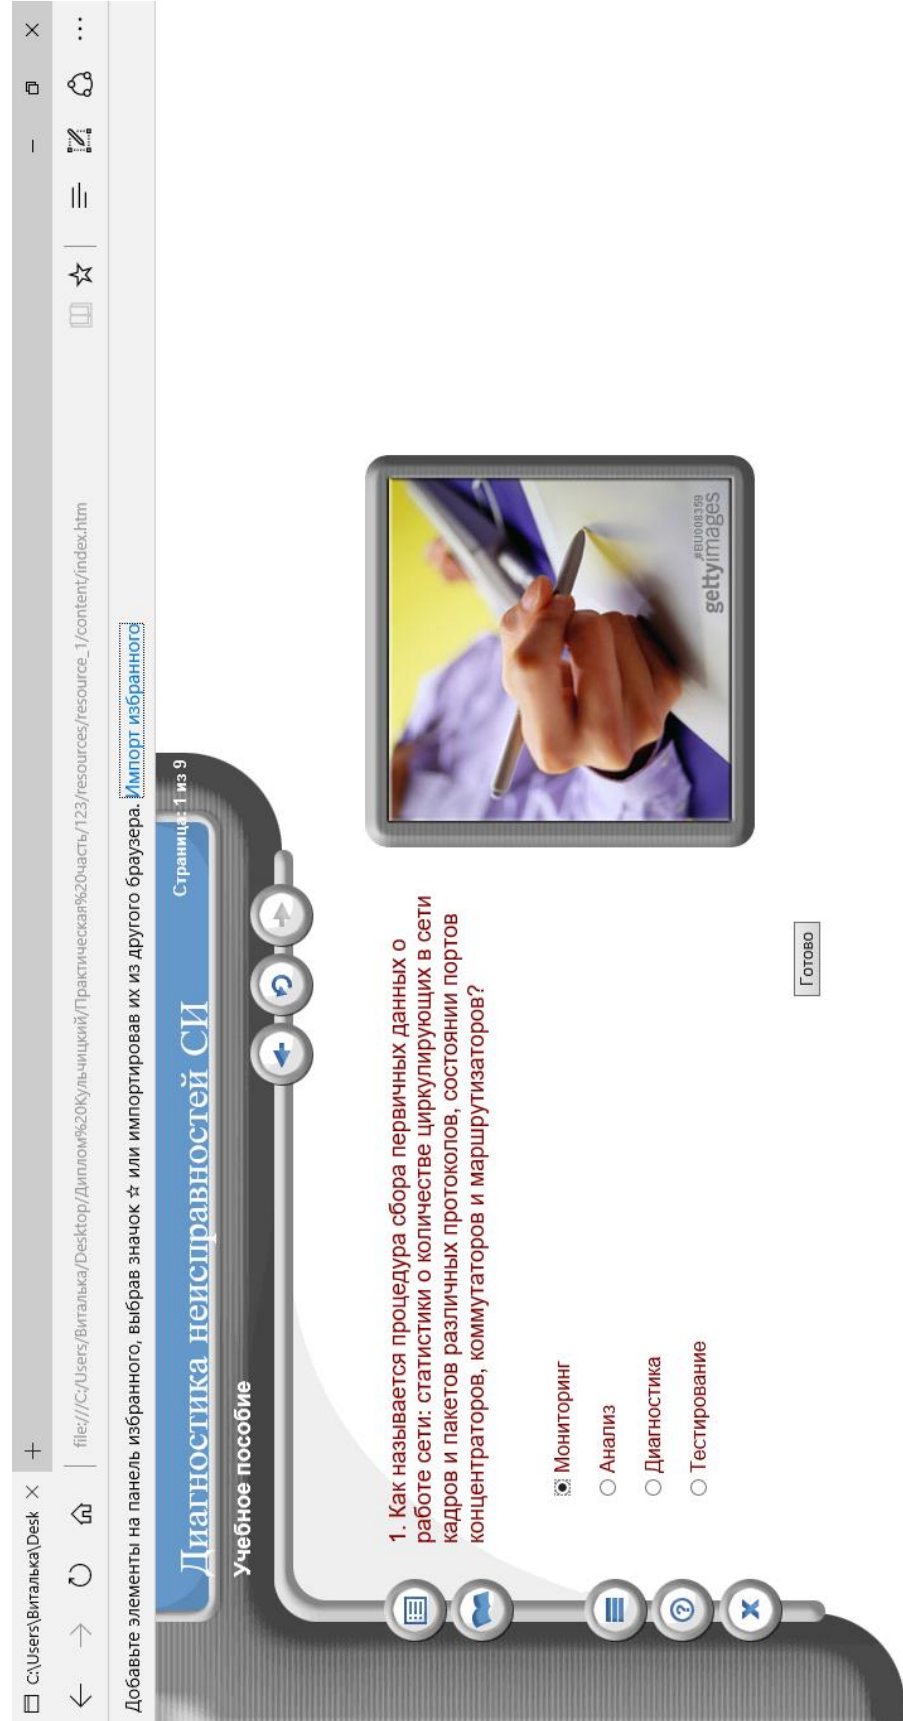 C:\Users\Виталька\Desk
file:///C:/Users/Виталька/Desktop/Диплом%20Кульчицкий/Практическая%20часть/123/resources/resource_1/content/index.htm
Добавьте элементы на панель избранного, выбрав значок ☆ или импортировав их из другого браузера. Импорт избранного
Диагностика неисправностей СИ
Страница: 1 из 9
Учебное пособие
1. Как называется процедура сбора первичных данных о
работе сети: статистики о количестве циркулирующих в сети
кадров и пакетов различных протоколов, состоянии портов
концентраторов, коммутаторов и маршрутизаторов?
Мониторинг
Анализ
Диагностика
Тестирование
#BU008359
gettyimages
Готово